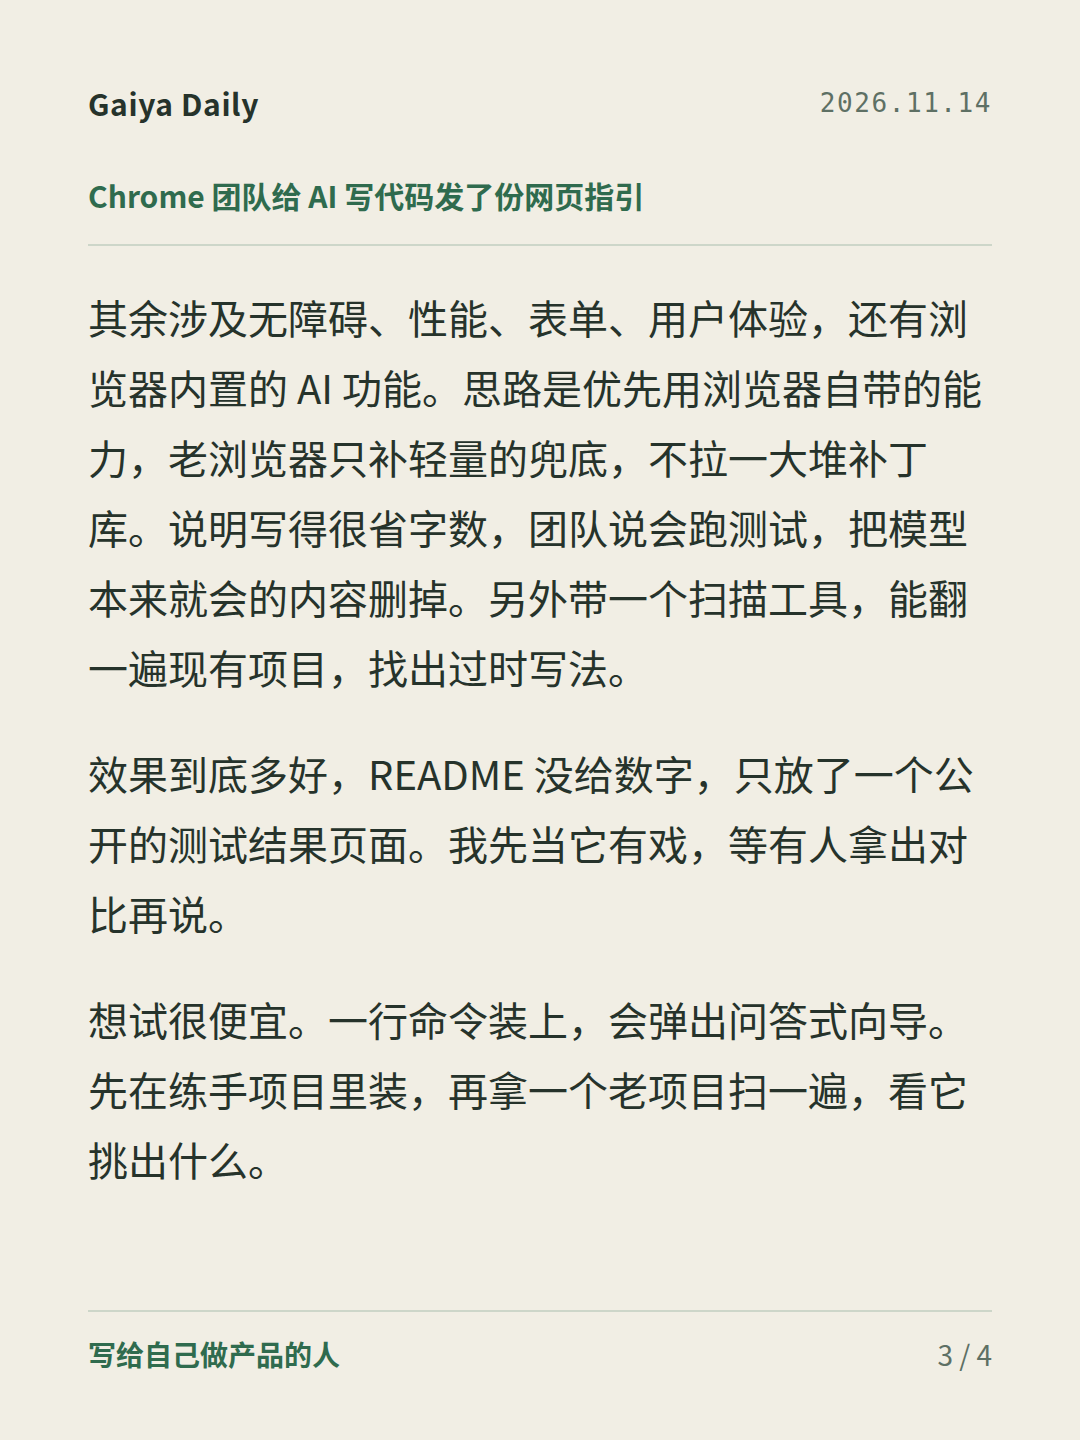 Gaiya Daily
2026.11.14
Chrome 团队给 AI 写代码发了份网页指引
其余涉及无障碍、性能、表单、用户体验，还有浏
览器内置的 AI 功能。思路是优先用浏览器自带的能
力，老浏览器只补轻量的兜底，不拉一大堆补丁
库。说明写得很省字数，团队说会跑测试，把模型
本来就会的内容删掉。另外带一个扫描工具，能翻
一遍现有项目，找出过时写法。
效果到底多好，README 没给数字，只放了一个公
开的测试结果页面。我先当它有戏，等有人拿出对
比再说。
想试很便宜。一行命令装上，会弹出问答式向导。
先在练手项目里装，再拿一个老项目扫一遍，看它
挑出什么。
写给自己做产品的人
3 / 4